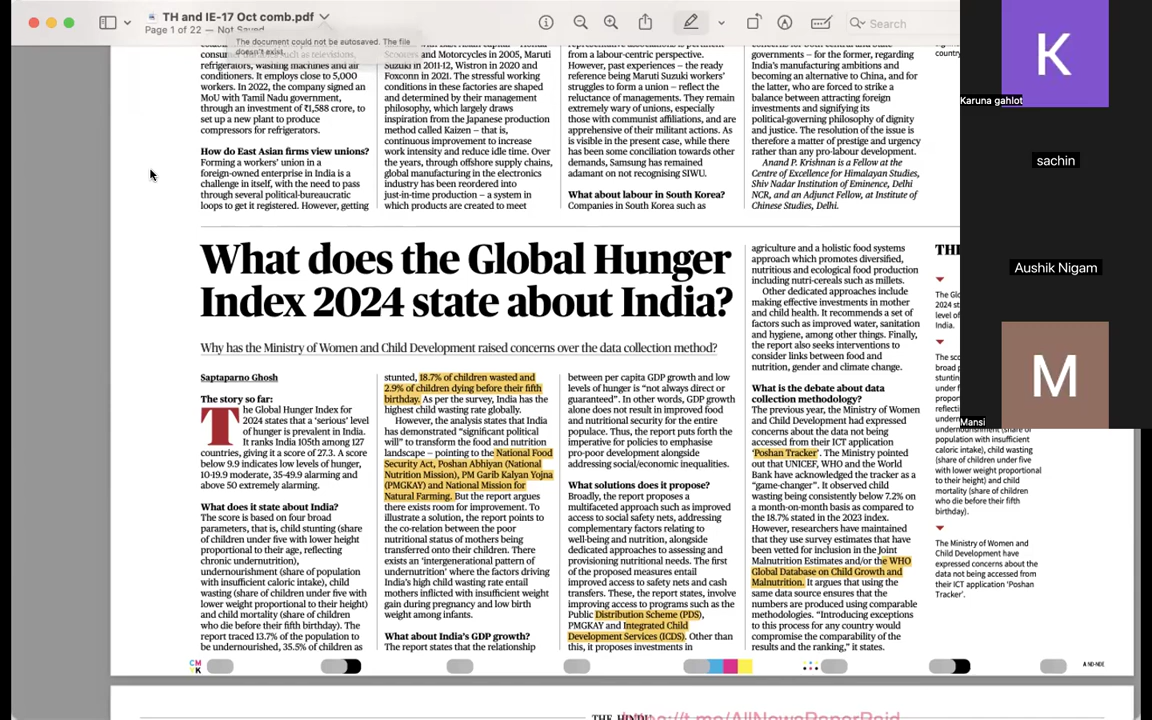 TH and IE-17 Oct comb.pdf
Page 1 of 22 — Not Saved
The document could not be autosaved. The file
doesn't exist.
Search
refrigerators, washing machines and air
conditioners. It employs close to 5,000
workers. In 2022, the company signed an
MoU with Tamil Nadu government,
through an investment of ₹1,588 crore, to
set up a new plant to produce
compressors for refrigerators.
How do East Asian firms view unions?
Forming a workers' union in a
foreign-owned enterprise in India is a
challenge in itself, with the need to pass
through several political-bureaucratic
loops to get it registered. However, getting
Scooters and Motorcycles in 2005, Maruti
Suzuki in 2011-12, Wistron in 2020 and
Foxconn in 2021. The stressful working
conditions in these factories are shaped
and determined by their management
philosophy, which largely draws
inspiration from the Japanese production
method called Kaizen — that is,
continuous improvement to increase
work intensity and reduce idle time. Over
the years, through offshore supply chains,
global manufacturing in the electronics
industry has been reordered into
just-in-time production — a system in
which products are created to meet
from a labour-centric perspective.
However, past experiences — the ready
reference being Maruti Suzuki workers'
struggles to form a union — reflect the
reluctance of managements. They remain
extremely wary of unions, especially
those with communist affiliations, and are
apprehensive of their militant actions. As
is visible in the present case, while there
has been some conciliation towards other
demands, Samsung has remained
adamant on not recognising SIWU.
What about labour in South Korea?
Companies in South Korea such as
governments — for the former, regarding
India's manufacturing ambitions and
becoming an alternative to China, and for
the latter, who are forced to strike a
balance between attracting foreign
investments and signifying its
political-governing philosophy of dignity
and justice. The resolution of the issue is
therefore a matter of prestige and urgency
rather than any pro-labour development.
Anand P. Krishnan is a Fellow at the
Centre of Excellence for Himalayan Studies,
Shiv Nadar Institution of Eminence, Delhi
NCR, and an Adjunct Fellow, at Institute of
Chinese Studies, Delhi.
What does the Global Hunger
Index 2024 state about India?
Why has the Ministry of Women and Child Development raised concerns over the data collection method?
Saptaparno Ghosh
The story so far:
The Global Hunger Index for
2024 states that a 'serious' level
of hunger is prevalent in India.
It ranks India 105th among 127
countries, giving it a score of 27.3. A score
below 9.9 indicates low levels of hunger,
10-19.9 moderate, 35-49.9 alarming and
above 50 extremely alarming.
What does it state about India?
The score is based on four broad
parameters, that is, child stunting (share
of children under five with lower height
proportional to their age, reflecting
chronic undernutrition),
undernourishment (share of population
with insufficient caloric intake), child
wasting (share of children under five with
lower weight proportional to their height)
and child mortality (share of children
who die before their fifth birthday). The
report traced 13.7% of the population to
be undernourished, 35.5% of children as
stunted, 18.7% of children wasted and
2.9% of children dying before their fifth
birthday. As per the survey, India has the
highest child wasting rate globally.
However, the analysis states that India
has demonstrated "significant political
will" to transform the food and nutrition
landscape — pointing to the National Food
Security Act, Poshan Abhiyan (National
Nutrition Mission), PM Garib Kalyan Yojna
(PMGKAY) and National Mission for
Natural Farming. But the report argues
there exists room for improvement. To
illustrate a solution, the report points to
the co-relation between the poor
nutritional status of mothers being
transferred onto their children. There
exists an 'intergenerational pattern of
undernutrition' where the factors driving
India's high child wasting rate entail
mothers inflicted with insufficient weight
gain during pregnancy and low birth
weight among infants.
What about India's GDP growth?
The report states that the relationship
between per capita GDP growth and low
levels of hunger is "not always direct or
guaranteed". In other words, GDP growth
alone does not result in improved food
and nutritional security for the entire
populace. Thus, the report puts forth the
imperative for policies to emphasise
pro-poor development alongside
addressing social/economic inequalities.
What solutions does it propose?
Broadly, the report proposes a
multifaceted approach such as improved
access to social safety nets, addressing
complementary factors relating to
well-being and nutrition, alongside
dedicated approaches to assessing and
provisioning nutritional needs. The first
of the proposed measures entail
improved access to safety nets and cash
transfers. These, the report states, involve
improving access to programs such as the
Public Distribution Scheme (PDS),
PMGKAY and Integrated Child
Development Services (ICDS). Other than
this, it proposes investments in
agriculture and a holistic food systems
approach which promotes diversified,
nutritious and ecological food production
including nutri-cereals such as millets.
Other dedicated approaches include
making effective investments in mother
and child health. It recommends a set of
factors such as improved water, sanitation
and hygiene, among other things. Finally,
the report also seeks interventions to
consider links between food and
nutrition, gender and climate change.
What is the debate about data
collection methodology?
The previous year, the Ministry of Women
and Child Development had expressed
concerns about the data not being
accessed from their ICT application
'Poshan Tracker'. The Ministry pointed
out that UNICEF, WHO and the World
Bank have acknowledged the tracker as a
"game-changer". It observed child
wasting being consistently below 7.2% on
a month-on-month basis as compared to
the 18.7% stated in the 2023 index.
However, researchers have maintained
that they use survey estimates that have
been vetted for inclusion in the Joint
Malnutrition Estimates and/or the WHO
Global Database on Child Growth and
Malnutrition. It argues that using the
same data source ensures that the
numbers are produced using comparable
methodologies. "Introducing exceptions
to this process for any country would
compromise the comparability of the
results and the ranking," it states.
population with insufficient
caloric intake), child wasting
(share of children under five
with lower weight proportional
to their height) and child
mortality (share of children
who die before their fifth
birthday).
The Ministry of Women and
Child Development have
expressed concerns about the
data not being accessed from
their ICT application 'Poshan
Tracker'.
CM
YK
A ND-NDE
THE HINDU
https://t.me/AllNewsPaperPaid
K
Karuna gahlot
sachin
Aushik Nigam
M
Mansi